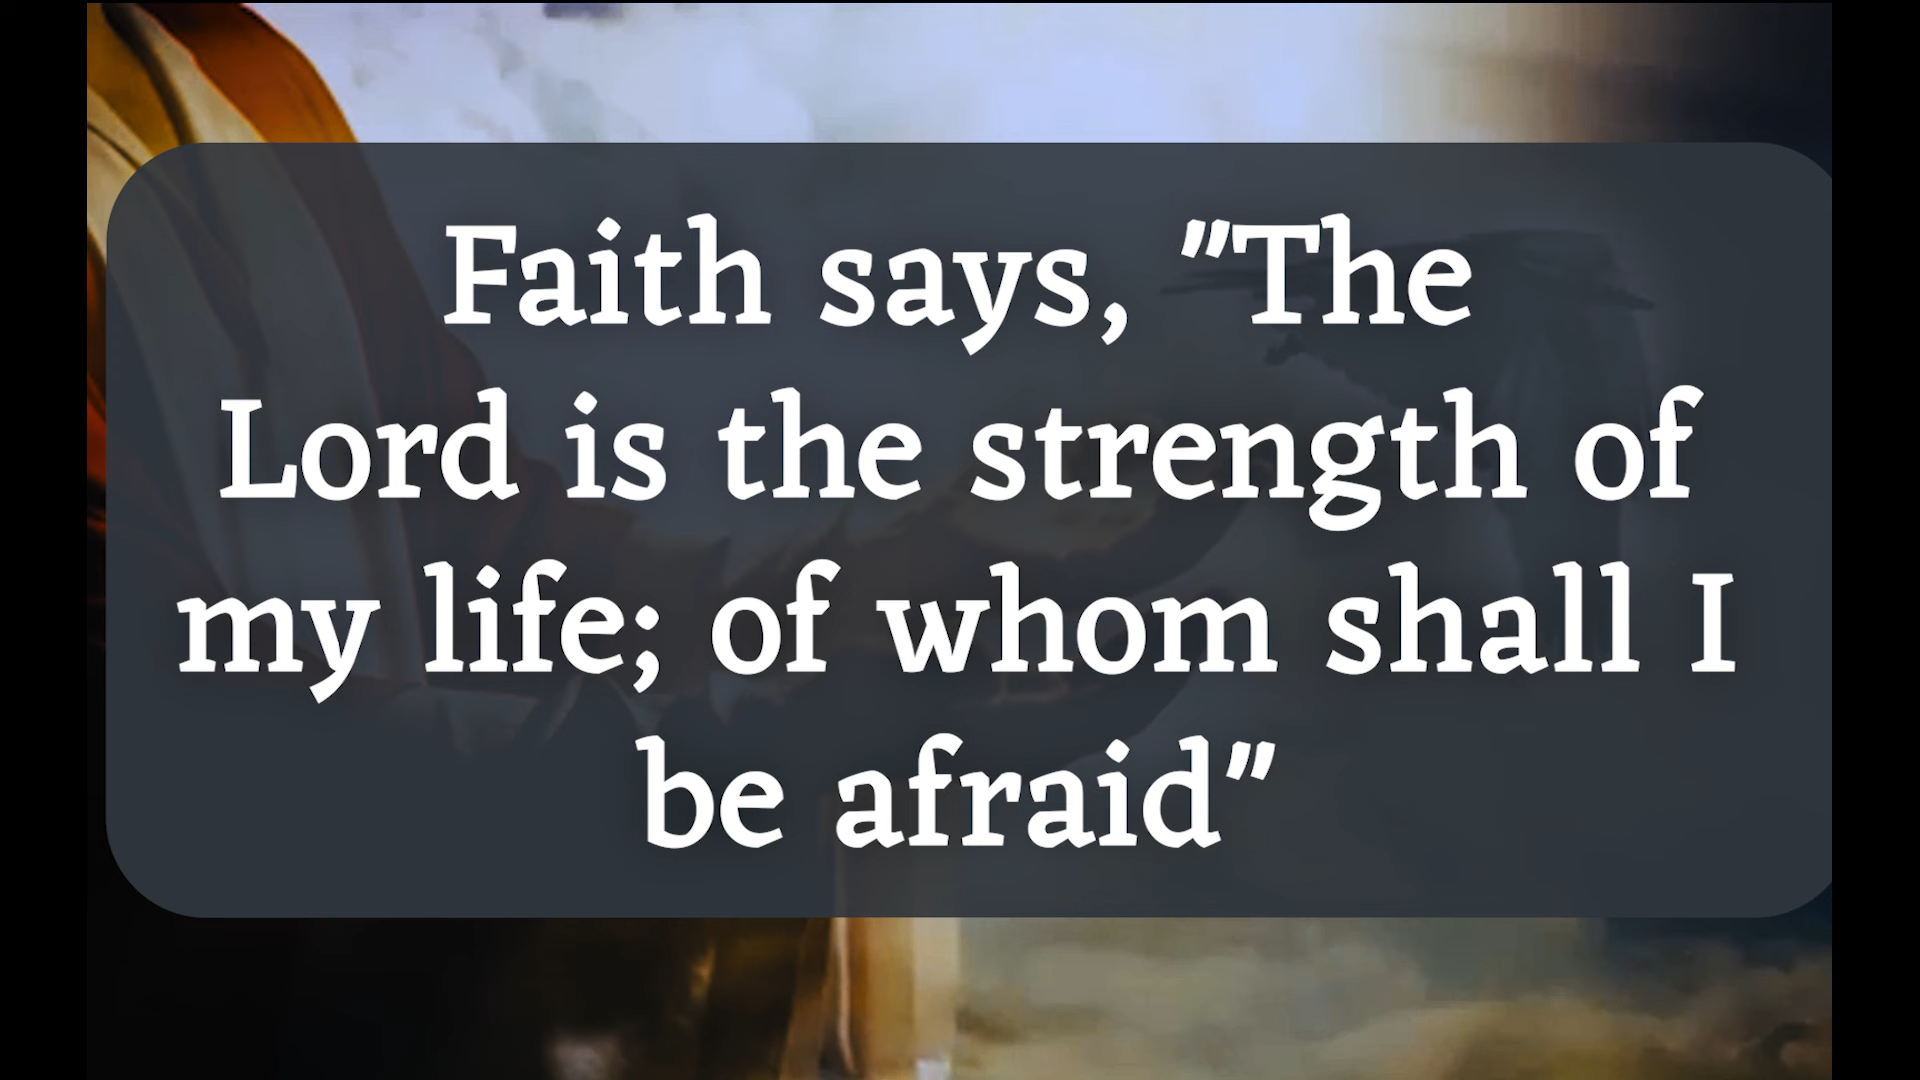 Faith says, "The
Lord is the strength of
my life; of whom shall I
be afraid"